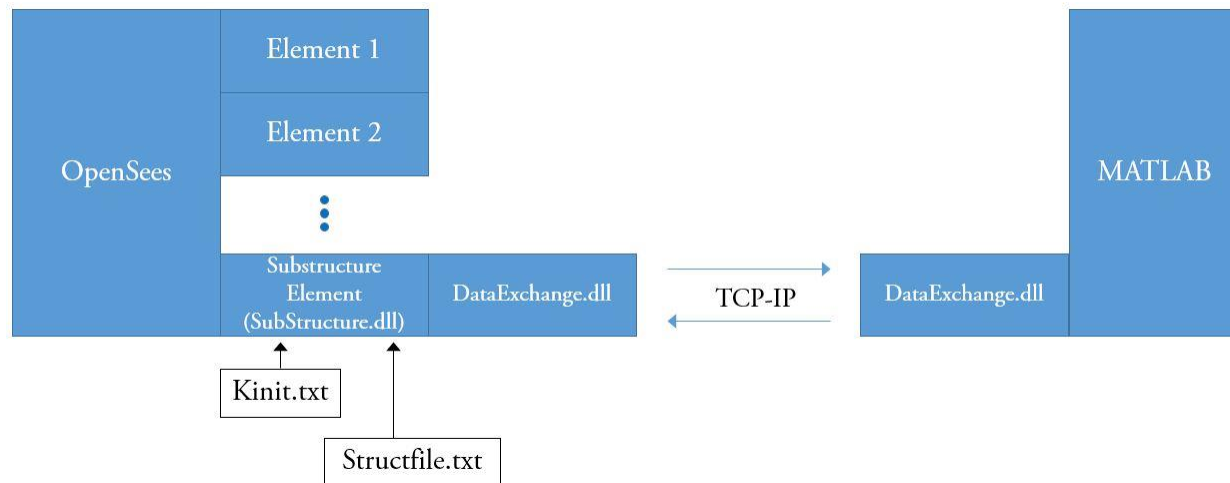 Element 1
Element 2
OpenSees
MATLAB
Substructure
Element
(SubStructure.dll)
DataExchange.dll
TCP-IP
DataExchange.dll
Kinit.txt
Structfile.txt